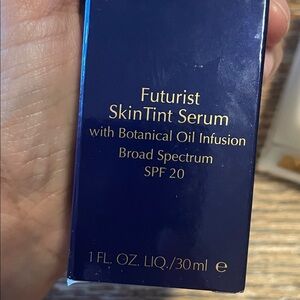 Futurist
SkinTint Serum
with Botanical Oil Infusion
Broad Spectrum
SPF 20
1 FL. OZ. LIQ./30ml ℮